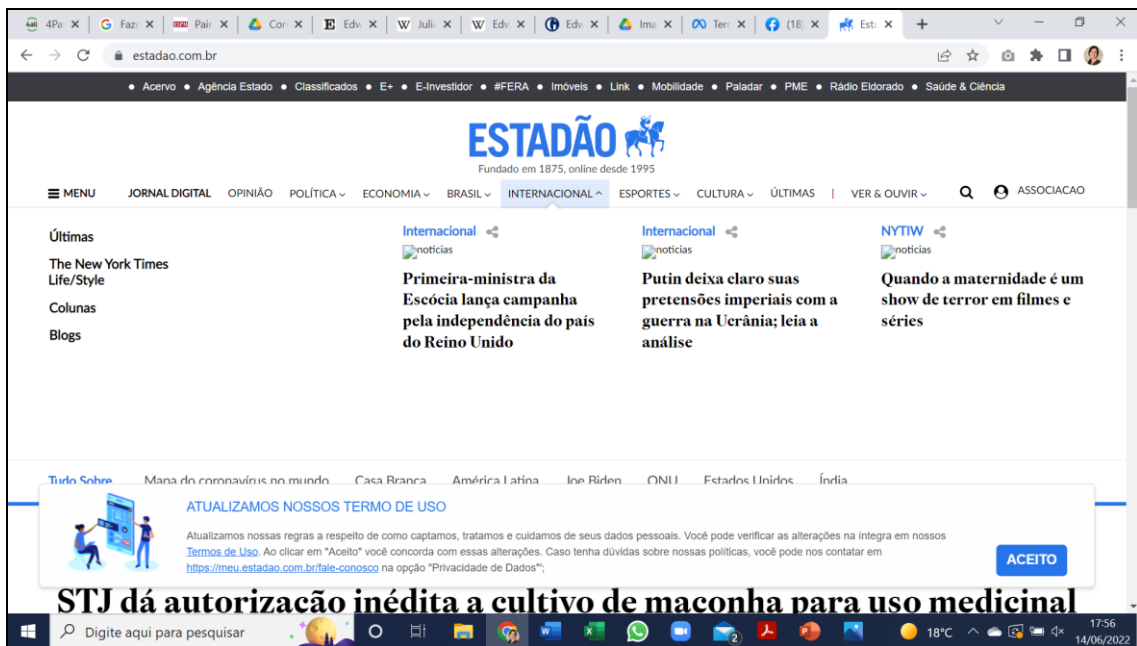 4Pa Faz Pair Con Edw Julia Edw Edw Ima Terr (18) Esta
estadao.com.br
Acervo Agência Estado Classificados E+ E-Investidor #FERA Imóveis Link Mobilidade Paladar PME Rádio Eldorado Saúde & Ciência
ESTADÃO
Fundado em 1875, online desde 1995
MENU JORNAL DIGITAL OPINIÃO POLÍTICA ECONOMIA BRASIL INTERNACIONAL ESPORTES CULTURA ÚLTIMAS | VER & OUVIR ASSOCIACAO
Últimas
The New York Times
Life/Style
Colunas
Blogs
Internacional
noticias
Primeira-ministra da
Escócia lança campanha
pela independência do país
do Reino Unido
Internacional
noticias
Putin deixa claro suas
pretensões imperiais com a
guerra na Ucrânia; leia a
análise
NYTIW
noticias
Quando a maternidade é um
show de terror em filmes e
séries
Tudo Sobre Mapa do coronavírus no mundo Casa Branca América Latina Joe Biden ONU Estados Unidos Índia
ATUALIZAMOS NOSSOS TERMO DE USO
Atualizamos nossas regras a respeito de como captamos, tratamos e cuidamos de seus dados pessoais. Você pode verificar as alterações na íntegra em nossos
Termos de Uso. Ao clicar em "Aceito" você concorda com essas alterações. Caso tenha dúvidas sobre nossas políticas, você pode nos contatar em
https://meu.estadao.com.br/fale-conosco na opção "Privacidade de Dados"';
ACEITO
STJ dá autorização inédita a cultivo de maconha para uso medicinal
Digite aqui para pesquisar
2
18°C
17:56
14/06/2022